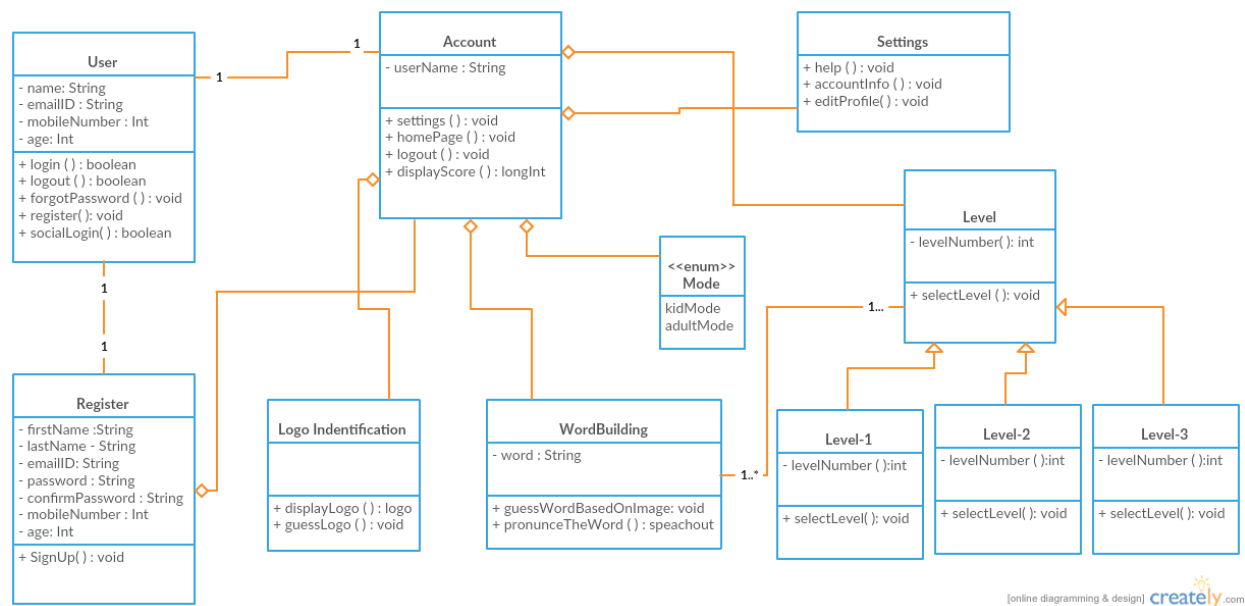 User
- name: String
- emailID : String
- mobileNumber : Int
- age: Int
+ login ( ) : boolean
+ logout ( ) : boolean
+ forgotPassword ( ) : void
+ register( ): void
+ socialLogin( ) : boolean
1
1
Account
- userName : String
+ settings ( ) : void
+ homePage ( ) : void
+ logout ( ) : void
+ displayScore ( ) : longInt
Settings
+ help ( ) : void
+ accountInfo ( ) : void
+ editProfile( ) : void
Level
- levelNumber( ): int
+ selectLevel ( ): void
<<enum>>
Mode
kidMode
adultMode
1...
1
1
Register
- firstName :String
- lastName - String
- emailID: String
- password : String
- confirmPassword : String
- mobileNumber : Int
- age: Int
+ SignUp( ) : void
Logo Indentification
+ displayLogo ( ) : logo
+ guessLogo ( ) : void
WordBuilding
- word : String
+ guessWordBasedOnImage: void
+ pronunceTheWord ( ) : speachout
1..*
Level-1
- levelNumber ( ):int
+ selectLevel( ): void
Level-2
- levelNumber ( ):int
+ selectLevel( ): void
Level-3
- levelNumber ( ):int
+ selectLevel( ): void
[online diagramming & design] creately.com